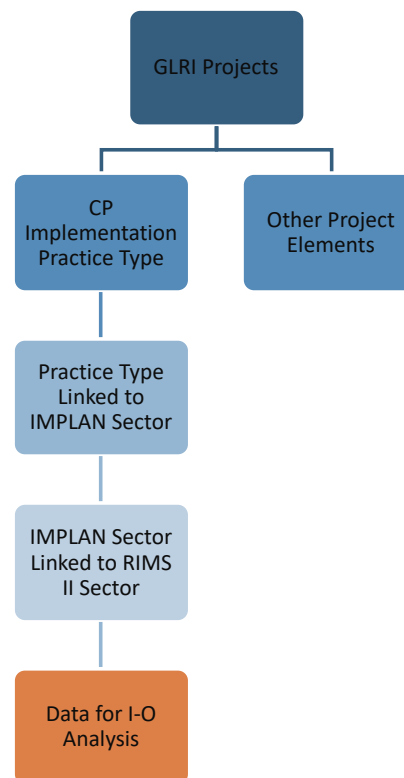 GLRI Projects
CP
Implementation
Practice Type
Other Project
Elements
Practice Type
Linked to
IMPLAN Sector
IMPLAN Sector
Linked to RIMS
II Sector
Data for I-O
Analysis